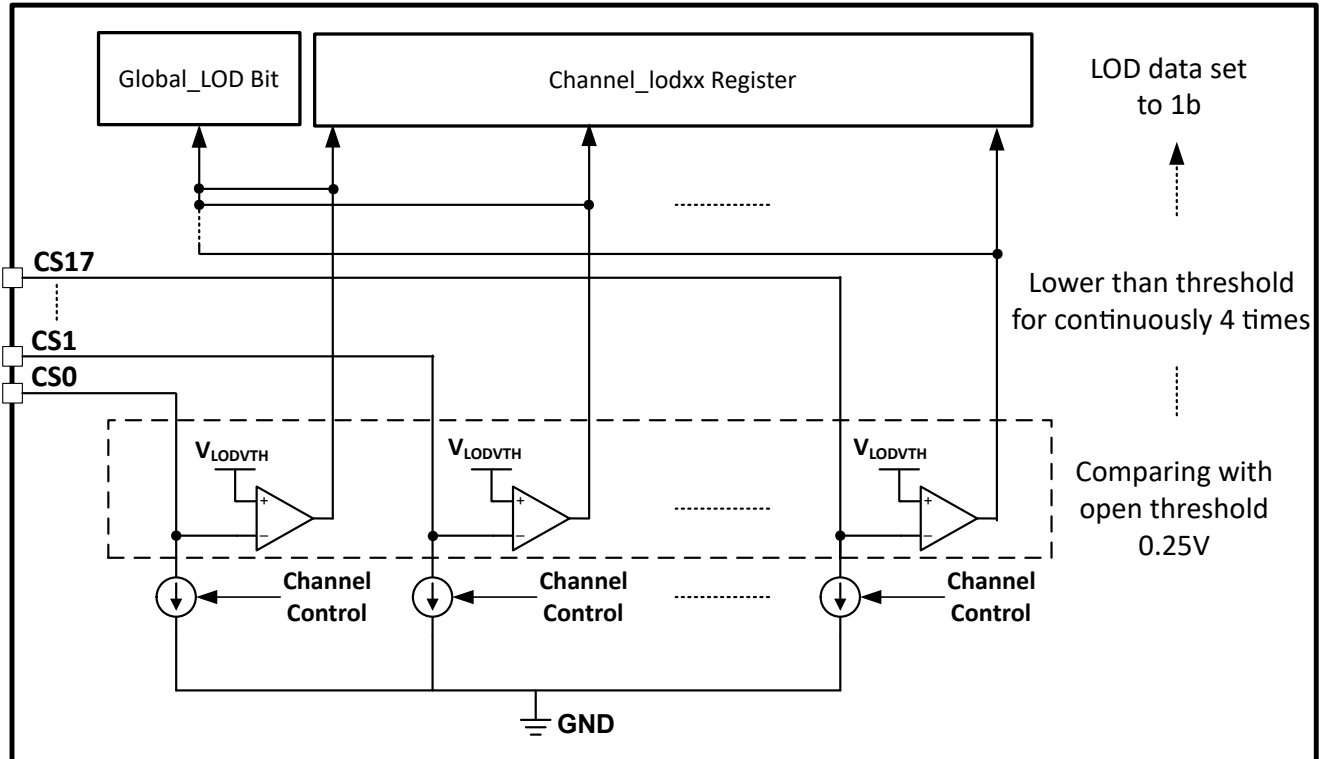 Global_LOD Bit
Channel_lodxx Register
LOD data set
to 1b
CS17
Lower than threshold
for continuously 4 times
CS1
CS0
VLODVTH
VLODVTH
VLODVTH
+
+
+
−
−
−
Comparing with
open threshold
0.25V
Channel
Control
Channel
Control
Channel
Control
GND